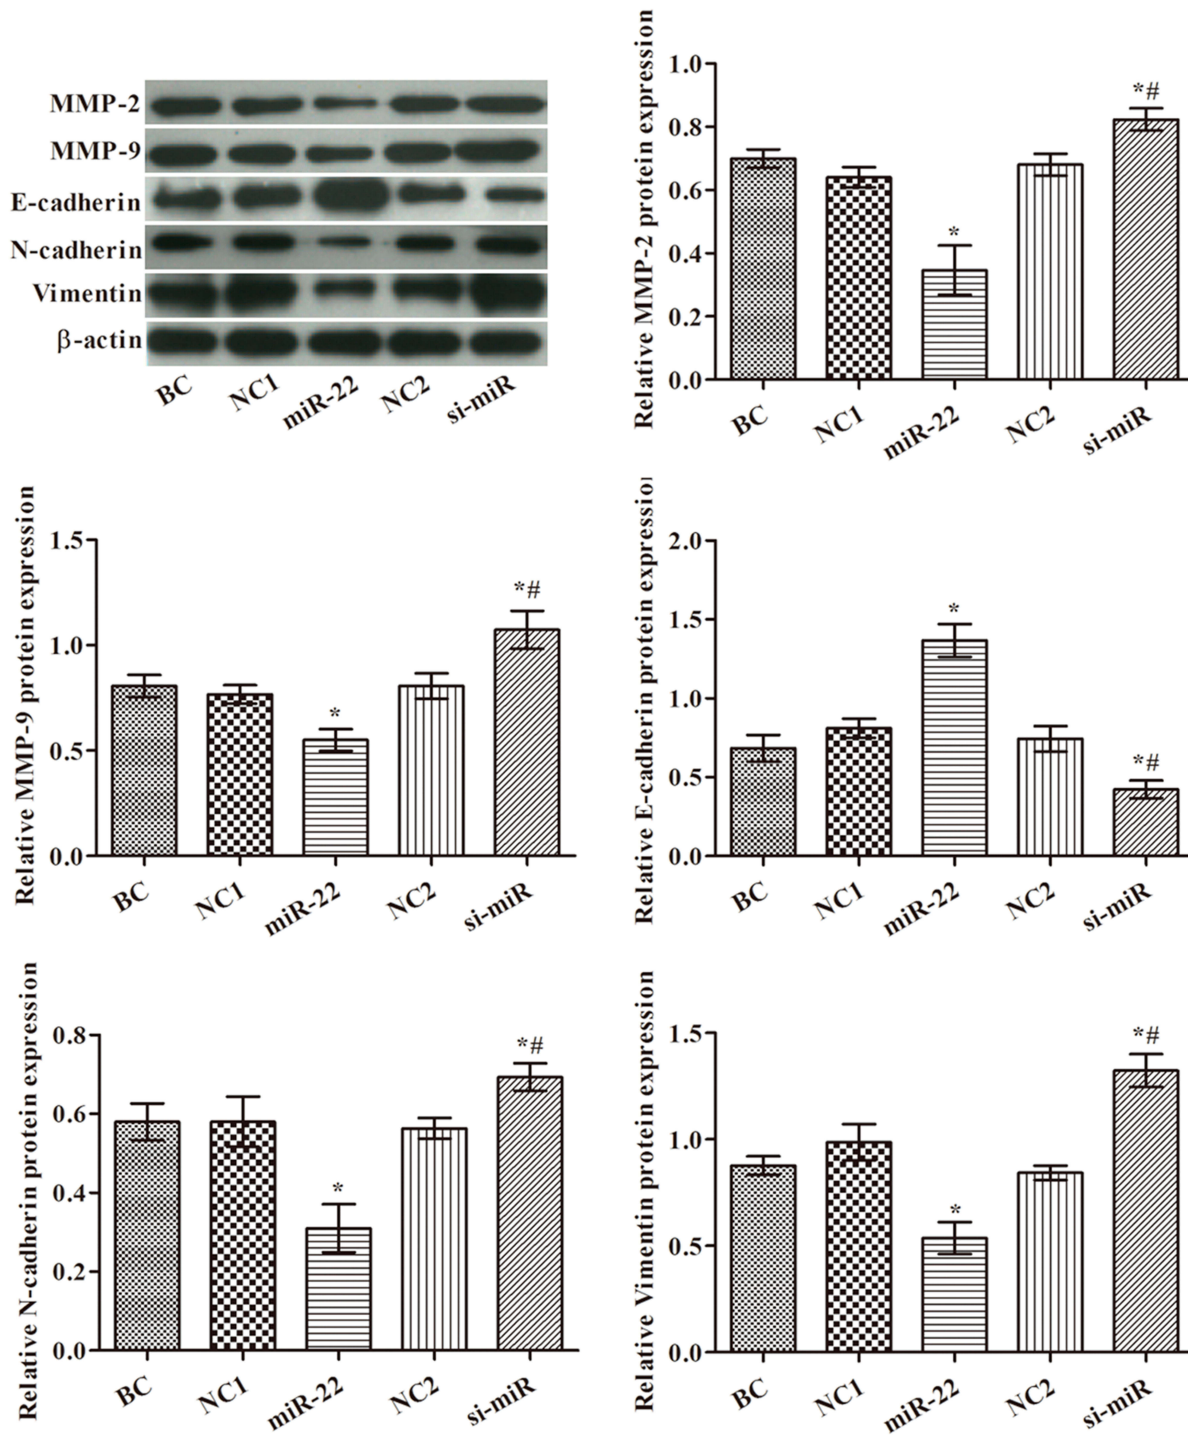 MMP-2
MMP-9
E-cadherin
N-cadherin
Vimentin
β-actin
BC NC1 miR-22 NC2 si-miR
Relative MMP-2 protein expression
1.0
0.8
0.6
0.4
0.2
0.0
*
*#
BC NC1 miR-22 NC2 si-miR
Relative MMP-9 protein expression
1.5
1.0
0.5
0.0
*
*#
BC NC1 miR-22 NC2 si-miR
Relative E-cadherin protein expression
2.0
1.5
1.0
0.5
0.0
*
*#
BC NC1 miR-22 NC2 si-miR
Relative N-cadherin protein expression
0.8
0.6
0.4
0.2
0.0
*
*#
BC NC1 miR-22 NC2 si-miR
Relative Vimentin protein expression
1.5
1.0
0.5
0.0
*
*#
BC NC1 miR-22 NC2 si-miR